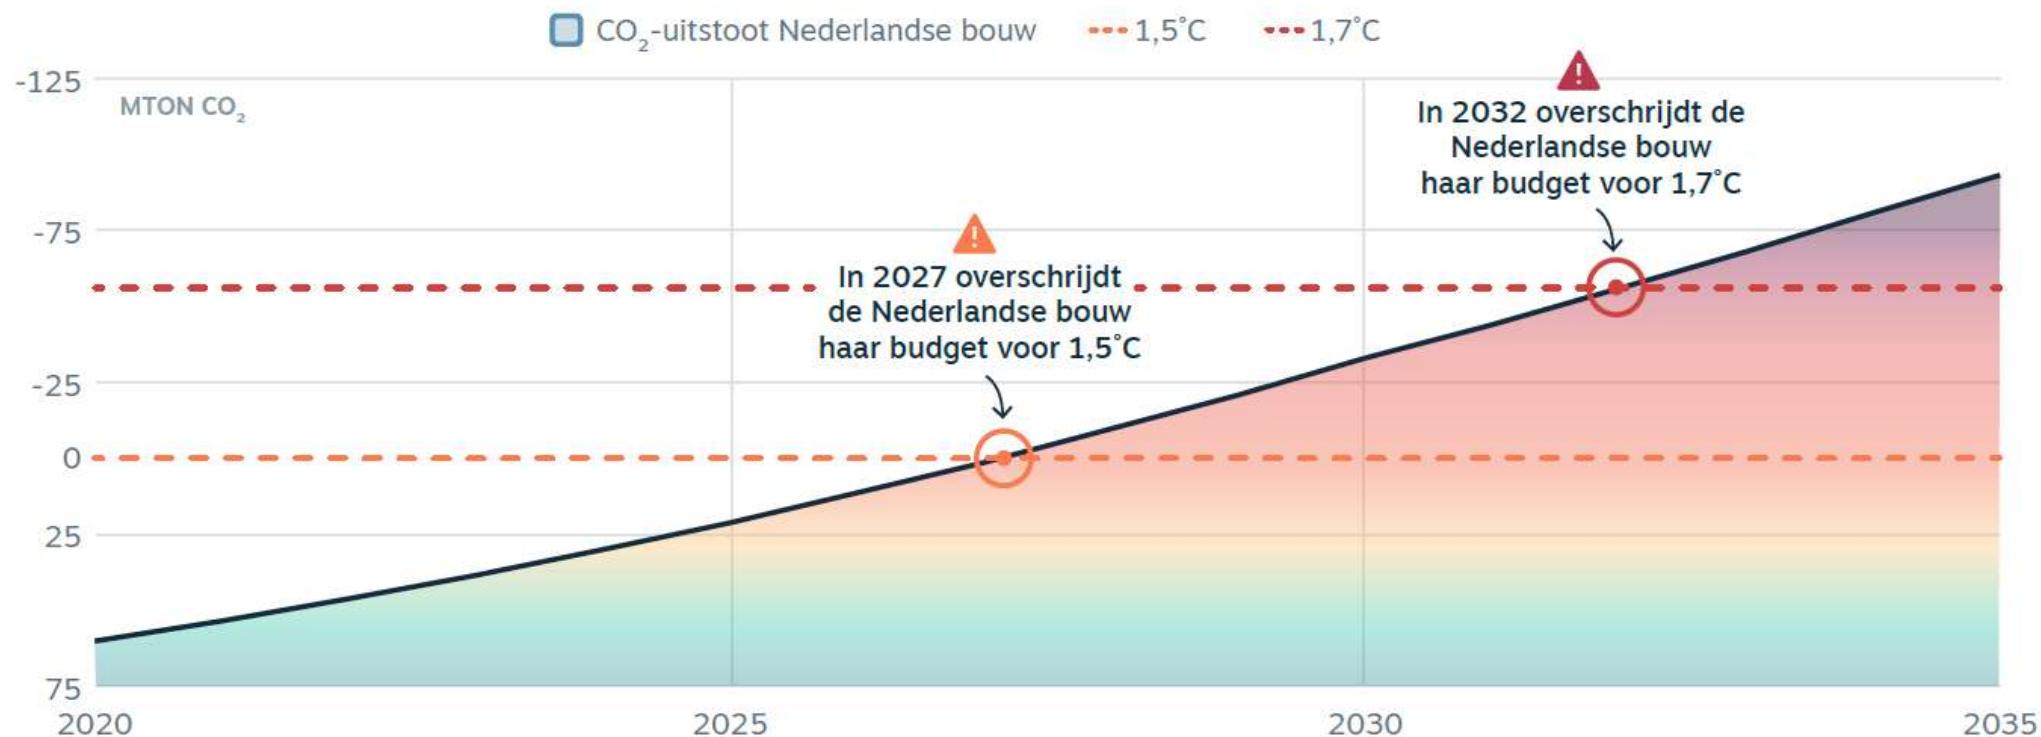 CO₂-uitstoot Nederlandse bouw 1,5°C 1,7°C
-125
MTON CO₂
In 2032 overschrijdt de
Nederlandse bouw
haar budget voor 1,7°C
-75
In 2027 overschrijdt
de Nederlandse bouw
haar budget voor 1,5°C
-25
0
25
75
2020 2025 2030 2035